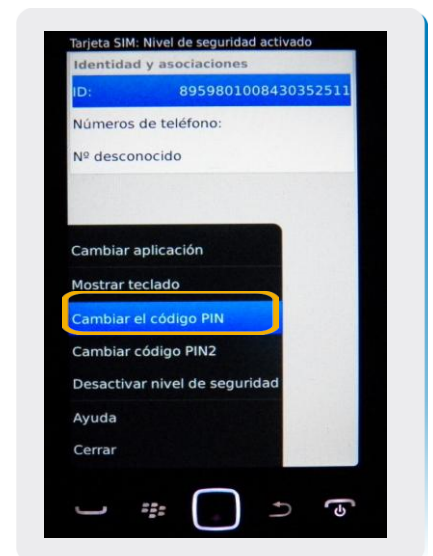 Tarjeta SIM: Nivel de seguridad activado
Identidad y asociaciones
ID: 8959801008430352511
Números de teléfono:
Nº desconocido
Cambiar aplicación
Mostrar teclado
Cambiar el código PIN
Cambiar código PIN2
Desactivar nivel de seguridad
Ayuda
Cerrar